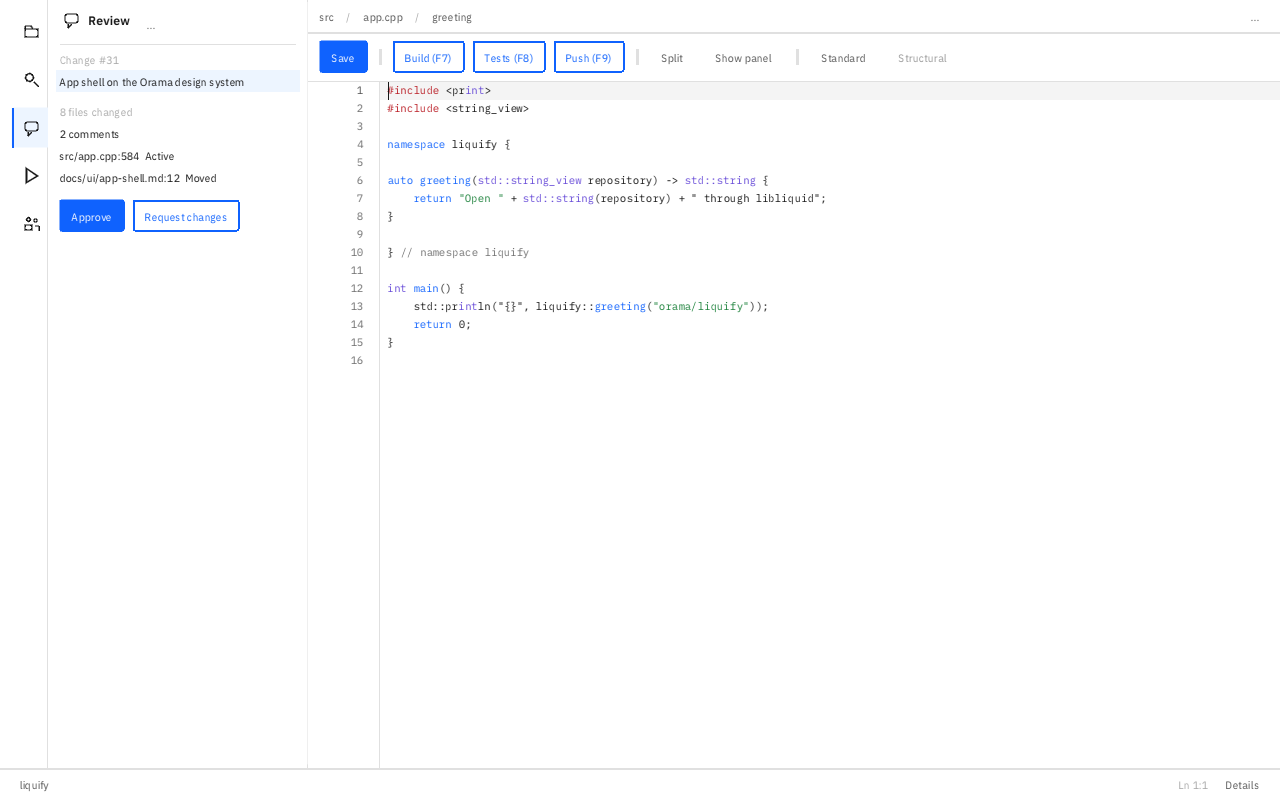 Review
...
Change #31
App shell on the Orama design system
8 files changed
2 comments
src/app.cpp:584 Active
docs/ui/app-shell.md:12 Moved
Approve Request changes
src / app.cpp / greeting ...
Save Build (F7) Tests (F8) Push (F9) Split Show panel Standard Structural
1 #include <print>
2 #include <string_view>
3
4 namespace liquify {
5
6 auto greeting(std::string_view repository) -> std::string {
7     return "Open " + std::string(repository) + " through libliquid";
8 }
9
10 } // namespace liquify
11
12 int main() {
13     std::println("{}", liquify::greeting("orama/liquify"));
14     return 0;
15 }
16
liquify Ln 1:1 Details